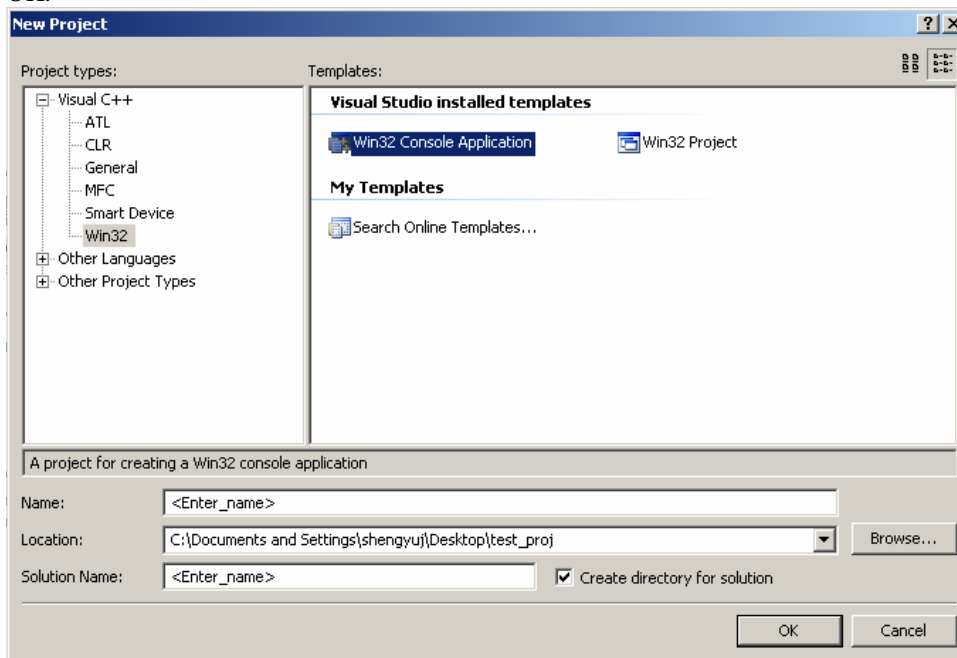 New Project
Project types:
Templates:
Visual C++
ATL
CLR
General
MFC
Smart Device
Win32
Other Languages
Other Project Types
Visual Studio installed templates
Win32 Console Application
Win32 Project
My Templates
Search Online Templates...
A project for creating a Win32 console application
Name:
<Enter_name>
Location:
C:\Documents and Settings\shengyuj\Desktop\test_proj
Browse...
Solution Name:
<Enter_name>
Create directory for solution
OK
Cancel